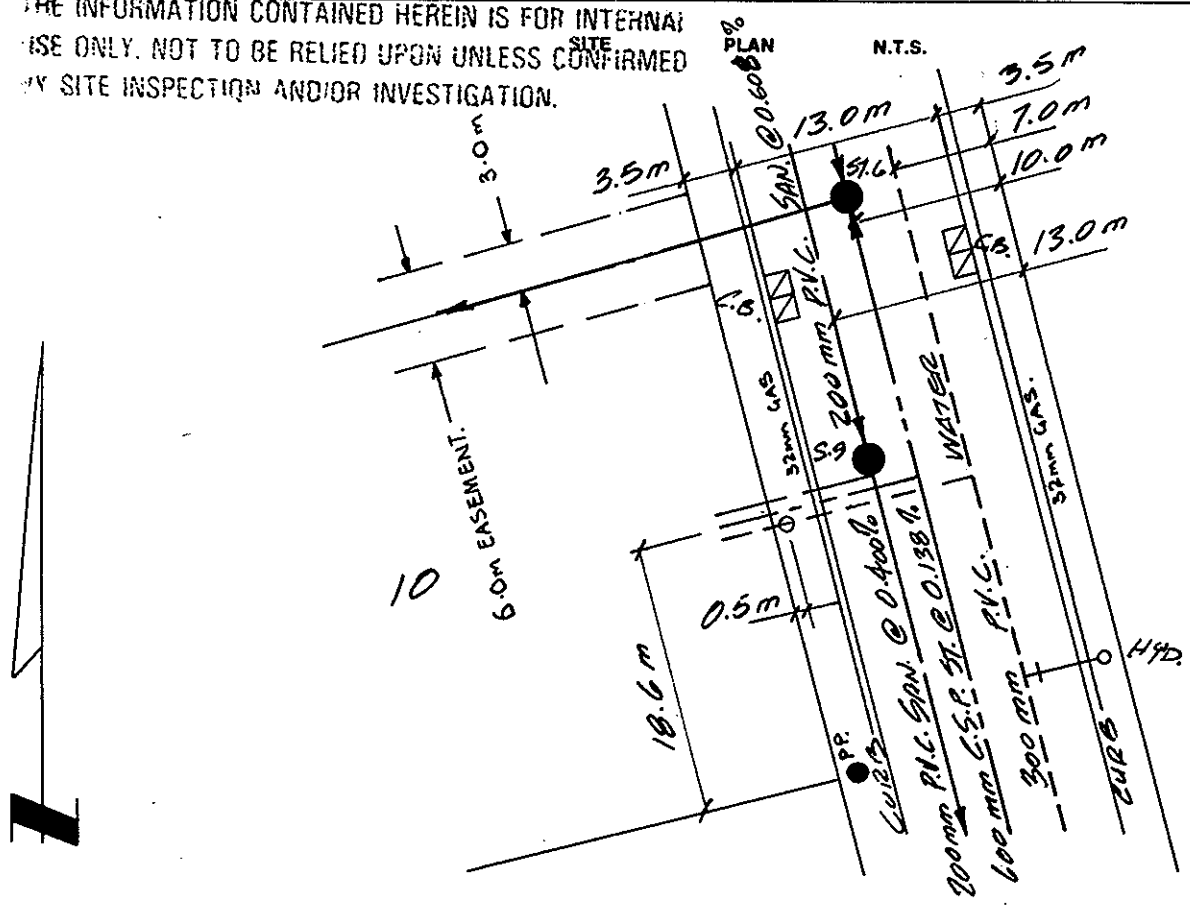 THE INFORMATION CONTAINED HEREIN IS FOR INTERNAL
USE ONLY. NOT TO BE RELIED UPON UNLESS CONFIRMED
BY SITE INSPECTION AND/OR INVESTIGATION.
SITE PLAN N.T.S.
3.0m
3.5m
13.0m
3.5m
7.0m
10.0m
13.0m
SAN. @ 0.608%
200mm P.V.C.
ST.6
C.B.
C.B.
32mm GAS
S.9
WATER
32mm GAS.
6.0m EASEMENT.
10
0.5m
18.6m
P.P.
CURB
200mm P.V.C. SAN. @ 0.400%
600mm C.S.P. ST. @ 0.138%
300mm P.V.C.
HYD.
CURB